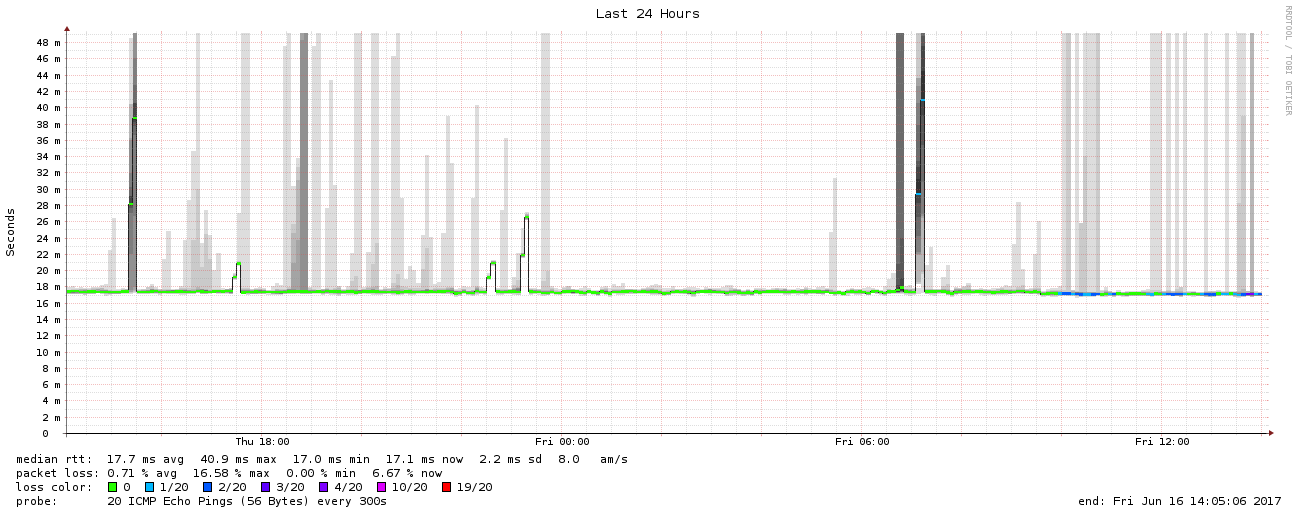 Last 24 Hours
RRDTOOL / TOBI OETIKER
Seconds
48 m
46 m
44 m
42 m
40 m
38 m
36 m
34 m
32 m
30 m
28 m
26 m
24 m
22 m
20 m
18 m
16 m
14 m
12 m
10 m
8 m
6 m
4 m
2 m
0
Thu 18:00 Fri 00:00 Fri 06:00 Fri 12:00
median rtt: 17.7 ms avg 40.9 ms max 17.0 ms min 17.1 ms now 2.2 ms sd 8.0 am/s
packet loss: 0.71 % avg 16.58 % max 0.00 % min 6.67 % now
loss color: 0 1/20 2/20 3/20 4/20 10/20 19/20
probe: 20 ICMP Echo Pings (56 Bytes) every 300s end: Fri Jun 16 14:05:06 2017